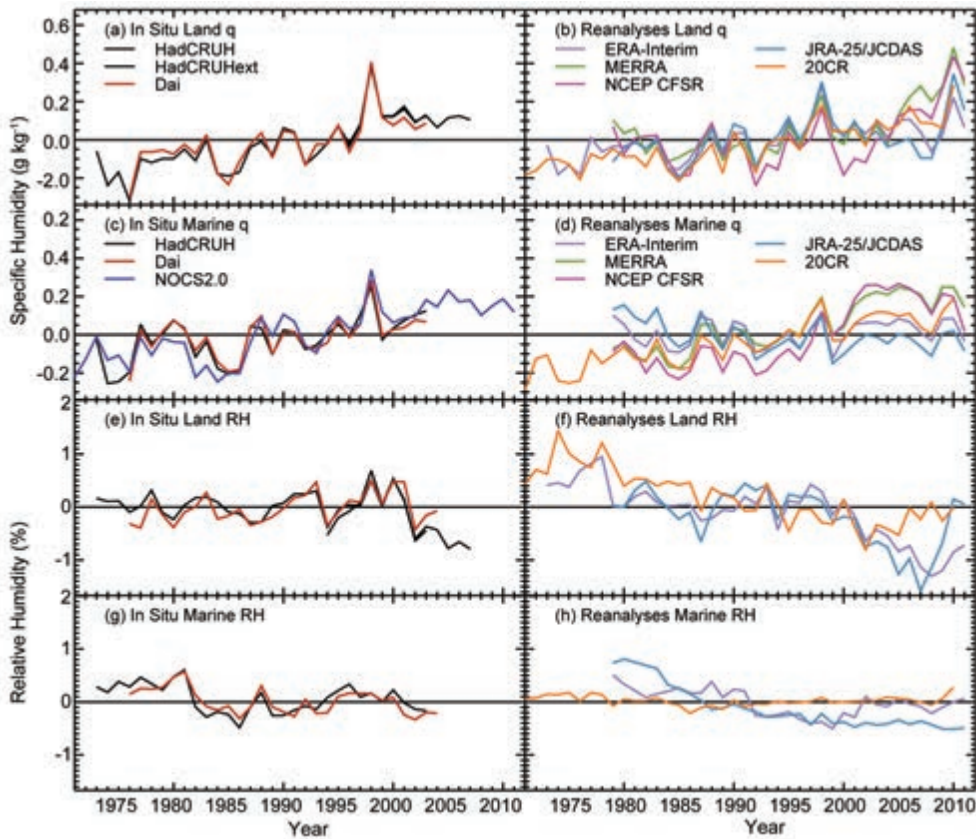 (a) In Situ Land q
HadCRUH
HadCRUHext
Dai
(b) Reanalyses Land q
ERA-Interim
MERRA
NCEP CFSR
JRA-25/JCDAS
20CR
0.6
0.4
0.2
0.0
-2.0
Specific Humidity (g kg⁻¹)
(c) In Situ Marine q
HadCRUH
Dai
NOCS2.0
(d) Reanalyses Marine q
ERA-Interim
MERRA
NCEP CFSR
JRA-25/JCDAS
20CR
0.2
0.2
0.0
-0.2
(e) In Situ Land RH
(f) Reanalyses Land RH
2
1
0
-1
Relative Humidity (%)
(g) In Situ Marine RH
(h) Reanalyses Marine RH
2
1
0
-1
1975 1980 1985 1990 1995 2000 2005 2010
1975 1980 1985 1990 1995 2000 2005 2010
Year
Year